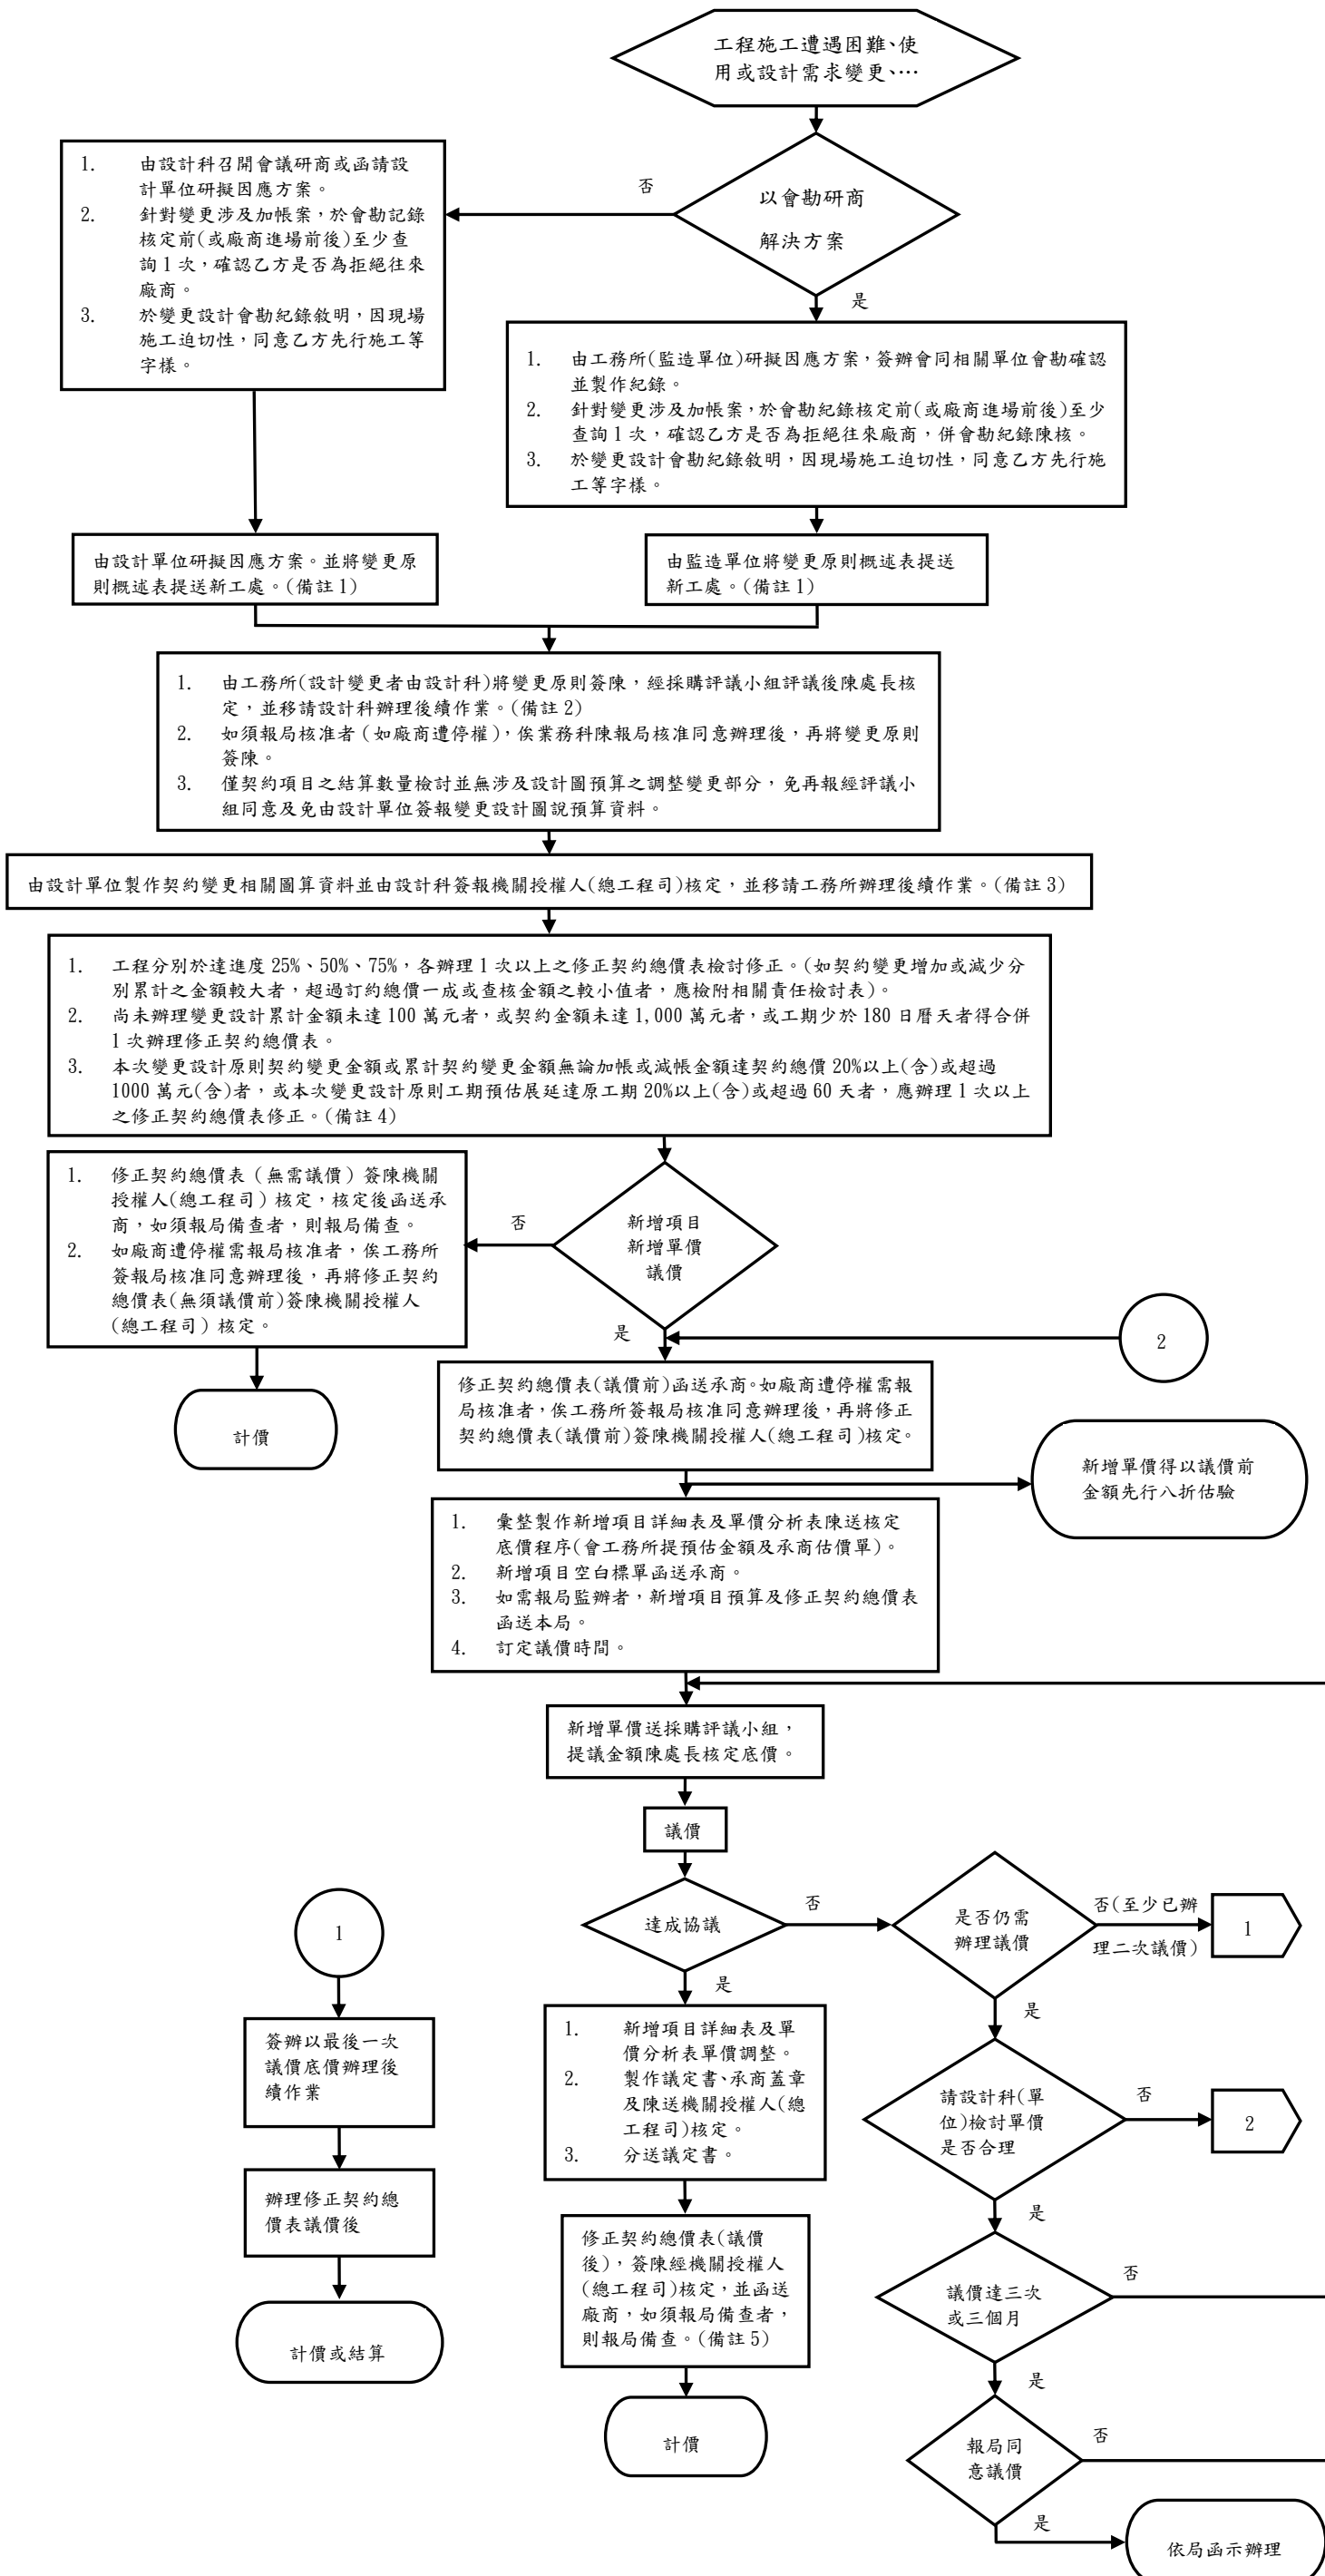 工程施工遭遇困難、使
用或設計需求變更、…
以會勘研商
解決方案
否
是
1. 由設計科召開會議研商或函請設
計單位研擬因應方案。
2. 針對變更涉及加帳案，於會勘記錄
核定前(或廠商進場前後)至少查
詢 1 次，確認乙方是否為拒絕往來
廠商。
3. 於變更設計會勘紀錄敘明，因現場
施工迫切性，同意乙方先行施工等
字樣。
1. 由工務所(監造單位)研擬因應方案，簽辦會同相關單位會勘確認
並製作紀錄。
2. 針對變更涉及加帳案，於會勘紀錄核定前(或廠商進場前後)至少
查詢 1 次，確認乙方是否為拒絕往來廠商，併會勘紀錄陳核。
3. 於變更設計會勘紀錄敘明，因現場施工迫切性，同意乙方先行施
工等字樣。
由設計單位研擬因應方案。並將變更原
則概述表提送新工處。(備註 1)
由監造單位將變更原則概述表提送
新工處。(備註 1)
1. 由工務所(設計變更者由設計科)將變更原則簽陳，經採購評議小組評議後陳處長核
定，並移請設計科辦理後續作業。(備註 2)
2. 如須報局核准者（如廠商遭停權），俟業務科陳報局核准同意辦理後，再將變更原則
簽陳。
3. 僅契約項目之結算數量檢討並無涉及設計圖預算之調整變更部分，免再報經評議小
組同意及免由設計單位簽報變更設計圖說預算資料。
由設計單位製作契約變更相關圖算資料並由設計科簽報機關授權人(總工程司)核定，並移請工務所辦理後續作業。(備註 3)
1. 工程分別於達進度 25%、50%、75%，各辦理 1 次以上之修正契約總價表檢討修正。(如契約變更增加或減少分
別累計之金額較大者，超過訂約總價一成或查核金額之較小值者，應檢附相關責任檢討表)。
2. 尚未辦理變更設計累計金額未達 100 萬元者，或契約金額未達 1,000 萬元者，或工期少於 180 日曆天者得合併
1 次辦理修正契約總價表。
3. 本次變更設計原則契約變更金額或累計契約變更金額無論加帳或減帳金額達契約總價 20%以上(含)或超過
1000 萬元(含)者，或本次變更設計原則工期預估展延達原工期 20%以上(含)或超過 60 天者，應辦理 1 次以上
之修正契約總價表修正。(備註 4)
1. 修正契約總價表（無需議價）簽陳機關
授權人(總工程司）核定，核定後函送承
商，如須報局備查者，則報局備查。
2. 如廠商遭停權需報局核准者，俟工務所
簽報局核准同意辦理後，再將修正契約
總價表(無須議價前)簽陳機關授權人
(總工程司）核定。
否
新增項目
新增單價
議價
是
2
計價
修正契約總價表(議價前)函送承商。如廠商遭停權需報
局核准者，俟工務所簽報局核准同意辦理後，再將修正
契約總價表(議價前)簽陳機關授權人(總工程司)核定。
新增單價得以議價前
金額先行八折估驗
1. 彙整製作新增項目詳細表及單價分析表陳送核定
底價程序(會工務所提預估金額及承商估價單)。
2. 新增項目空白標單函送承商。
3. 如需報局監辦者，新增項目預算及修正契約總價表
函送本局。
4. 訂定議價時間。
新增單價送採購評議小組，
提議金額陳處長核定底價。
議價
達成協議
否
是
是否仍需
辦理議價
否(至少已辦
理二次議價)
1
是
1
簽辦以最後一次
議價底價辦理後
續作業
辦理修正契約總
價表議價後
計價或結算
1. 新增項目詳細表及單
價分析表單價調整。
2. 製作議定書、承商蓋章
及陳送機關授權人(總
工程司)核定。
3. 分送議定書。
請設計科(單
位)檢討單價
是否合理
否
2
是
修正契約總價表(議價
後)，簽陳經機關授權人
(總工程司)核定，並函送
廠商，如須報局備查者，
則報局備查。(備註 5)
議價達三次
或三個月
否
是
計價
報局同
意議價
否
是
依局函示辦理